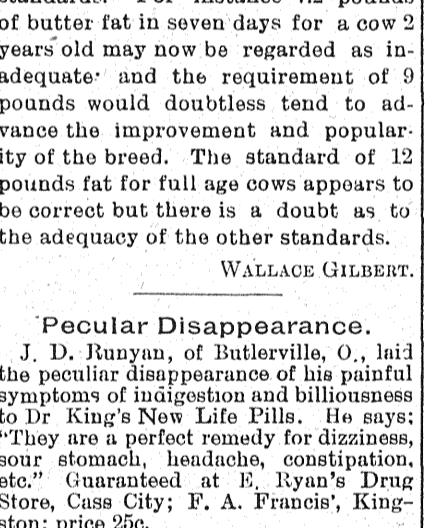 standards. For instance 7.2 pounds
of butter fat in seven days for a cow 2
years old may now be regarded as in-
adequate· and the requirement of 9
pounds would doubtless tend to ad-
vance the improvement and popular-
ity of the breed. The standard of 12
pounds fat for full age cows appears to
be correct but there is a doubt as to
the adequacy of the other standards.
WALLACE GILBERT.
Pecular Disappearance.
J. D. Runyan, of Butlerville, O., laid
the peculiar disappearance of his painful
symptoms of indigestion and billiousness
to Dr King's New Life Pills. He says;
"They are a perfect remedy for dizziness,
sour stomach, headache, constipation,
etc." Guaranteed at E. Ryan's Drug
Store, Cass City; F. A. Francis', King-
ston; price 25c.